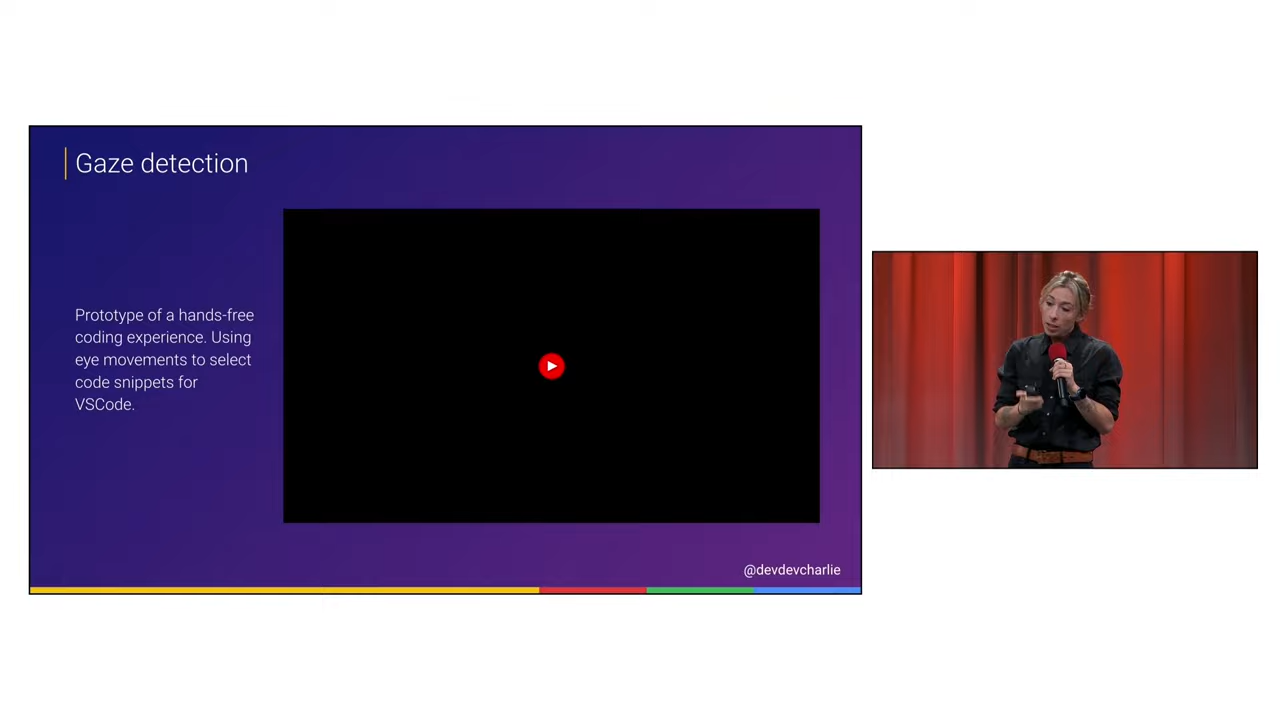 Gaze detection
Prototype of a hands-free
coding experience. Using
eye movements to select
code snippets for
VSCode.
@devdevcharlie